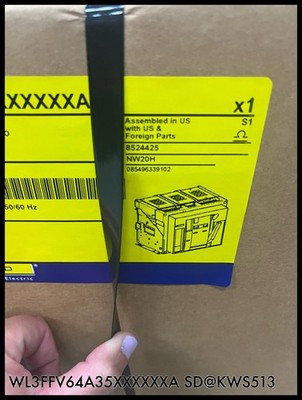 XXXXXXA
x1
Assembled in US
with US &
Foreign Parts
S1
8524425
NW20H
085496339102
50/60 Hz
Electric
WL3FFV64A35XXXXXXA SD@KWS513